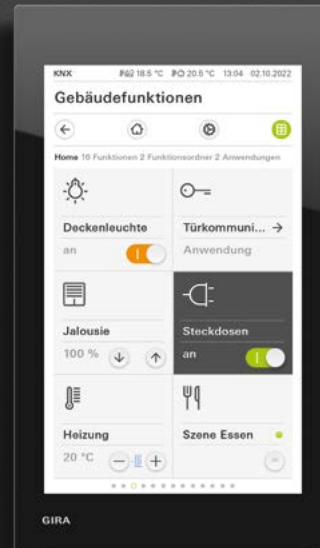 KNX 18.5 °C 20.5 °C 13:04 02.10.2022
Gebäudefunktionen
Home 16 Funktionen 2 Funktionsordner 2 Anwendungen
Deckenleuchte
an
Türkommuni... →
Anwendung
Jalousie
100 %
Steckdosen
an
Heizung
20 °C
Szene Essen
GIRA